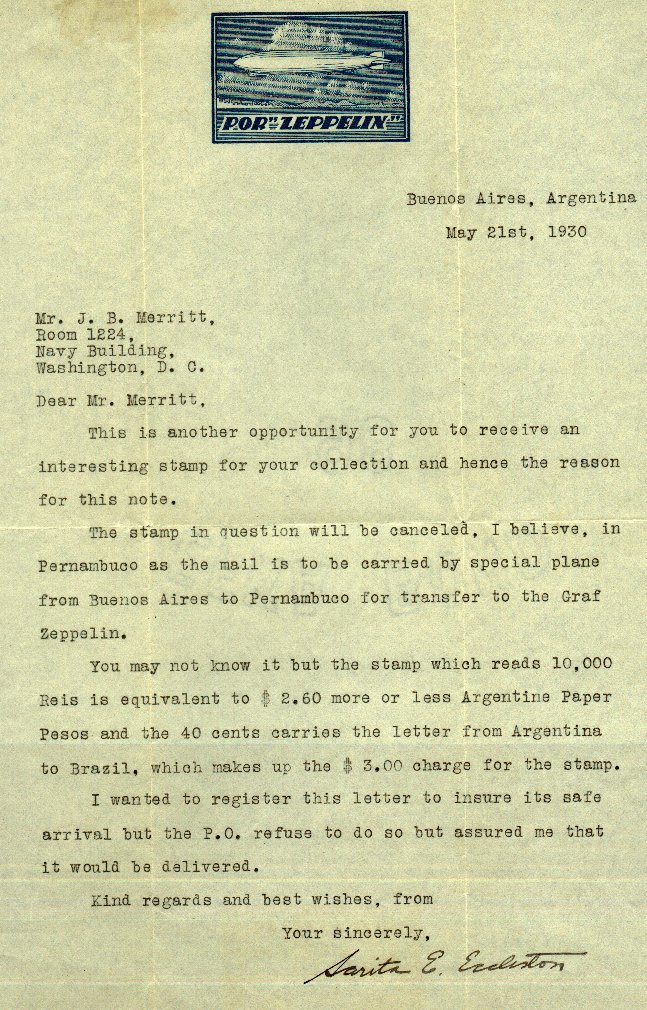 POR "ZEPPELIN"
Buenos Aires, Argentina
May 21st, 1930
Mr. J. B. Merritt,
Room 1224,
Navy Building,
Washington, D. C.
Dear Mr. Merritt,
This is another opportunity for you to receive an
interesting stamp for your collection and hence the reason
for this note.
The stamp in question will be canceled, I believe, in
Pernambuco as the mail is to be carried by special plane
from Buenos Aires to Pernambuco for transfer to the Graf
Zeppelin.
You may not know it but the stamp which reads 10,000
Reis is equivalent to $ 2.60 more or less Argentine Paper
Pesos and the 40 cents carries the letter from Argentina
to Brazil, which makes up the $ 3.00 charge for the stamp.
I wanted to register this letter to insure its safe
arrival but the P.O. refuse to do so but assured me that
it would be delivered.
Kind regards and best wishes, from
Your sincerely,
Sarita E. Eccleston